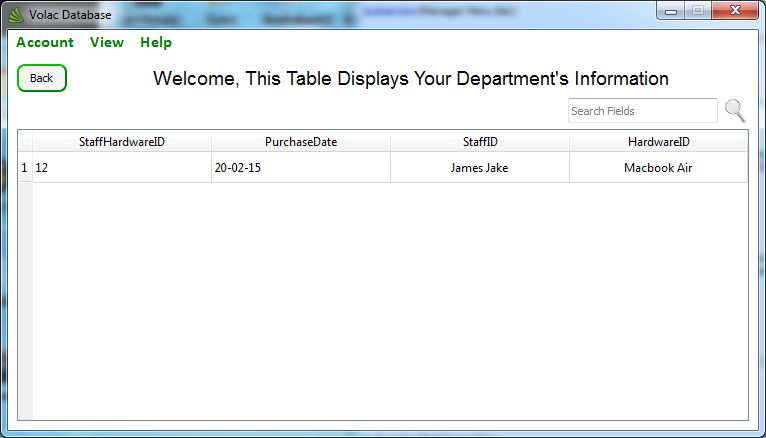 Volac Database
Account View Help
Back
Welcome, This Table Displays Your Department's Information
Search Fields
StaffHardwareID PurchaseDate StaffID HardwareID
1 12 20-02-15 James Jake Macbook Air